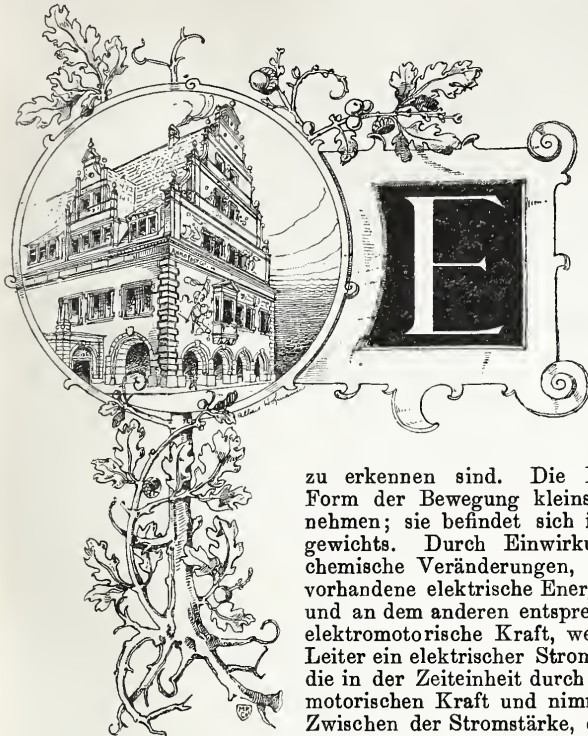 E
zu erkennen sind. Die
Form der Bewegung kleins
nehmen; sie befindet sich i
gewichts. Durch Einwirku
chemische Veränderungen,
vorhandene elektrische Energ
und an dem anderen entspre
elektromotorische Kraft, we
Leiter ein elektrischer Strom
die in der Zeiteinheit durch
motorischen Kraft und nimm
Zwischen der Stromstärke,